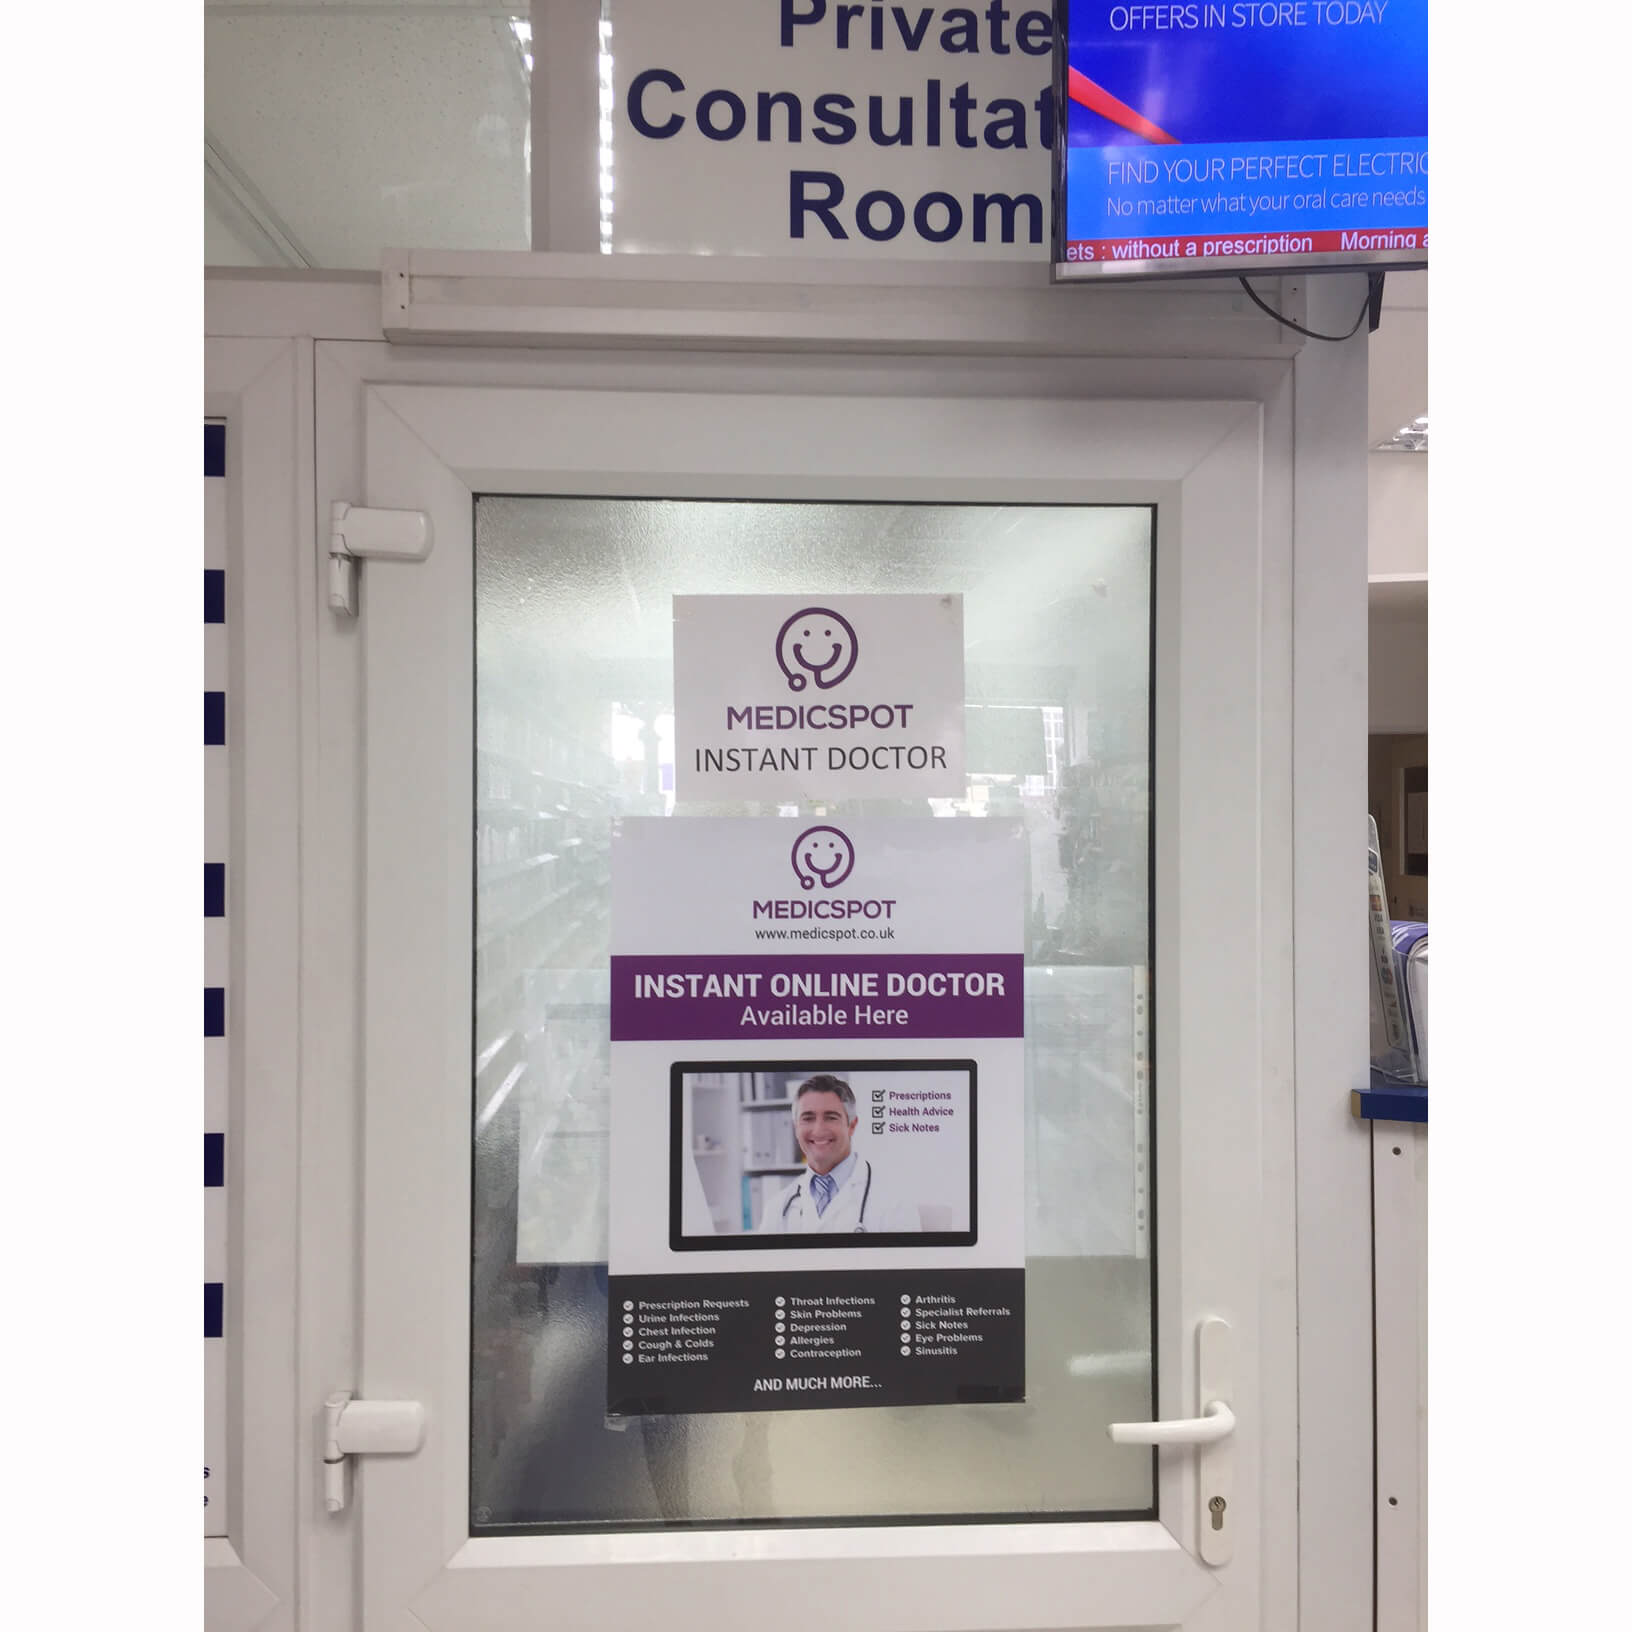 Private
Consultat
Room
OFFERS IN STORE TODAY
FIND YOUR PERFECT ELECTRIC
No matter what your oral care needs
ets : without a prescription Morning a
MEDICSPOT
INSTANT DOCTOR
MEDICSPOT
www.medicspot.co.uk
INSTANT ONLINE DOCTOR
Available Here
Prescriptions
Health Advice
Sick Notes
Prescription Requests
Urine Infections
Chest Infection
Cough & Colds
Ear Infections
Throat Infections
Skin Problems
Depression
Allergies
Contraception
Arthritis
Specialist Referrals
Sick Notes
Eye Problems
Sinusitis
AND MUCH MORE...